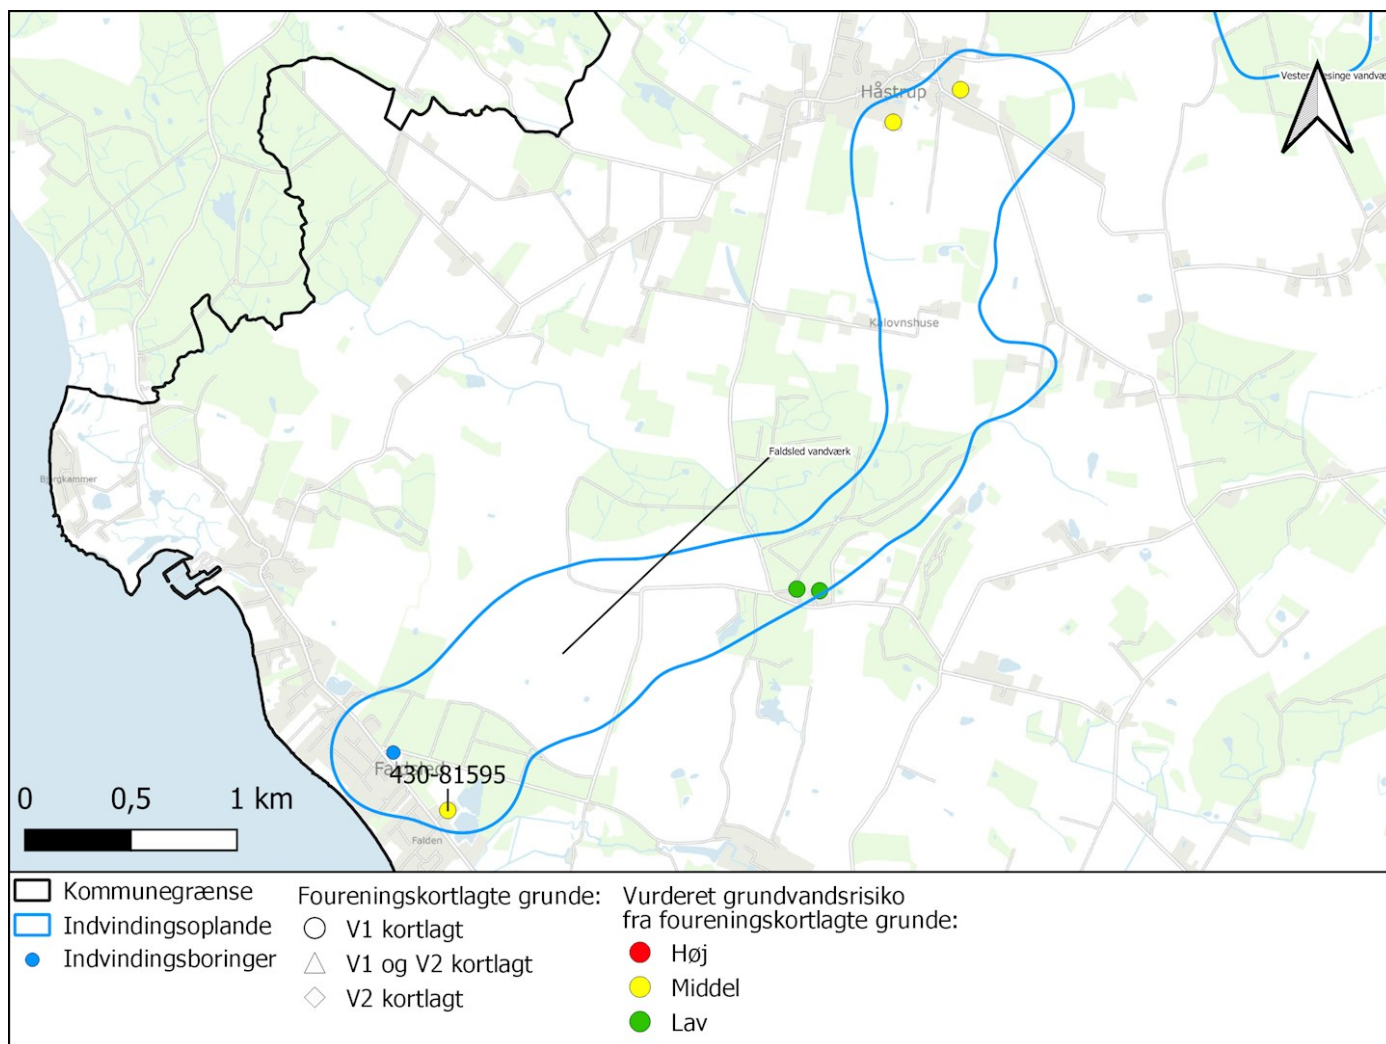 Håstrup
N
Kalovnshuse
Faldsled vandværk
Faldsled
430-81595
Falden
0 0,5 1 km
Kommunegrænse
Indvindingsoplande
Indvindingsboringer
Foureningskortlagte grunde:
V1 kortlagt
V1 og V2 kortlagt
V2 kortlagt
Vurderet grundvandsrisiko
fra foureningskortlagte grunde:
Høj
Middel
Lav